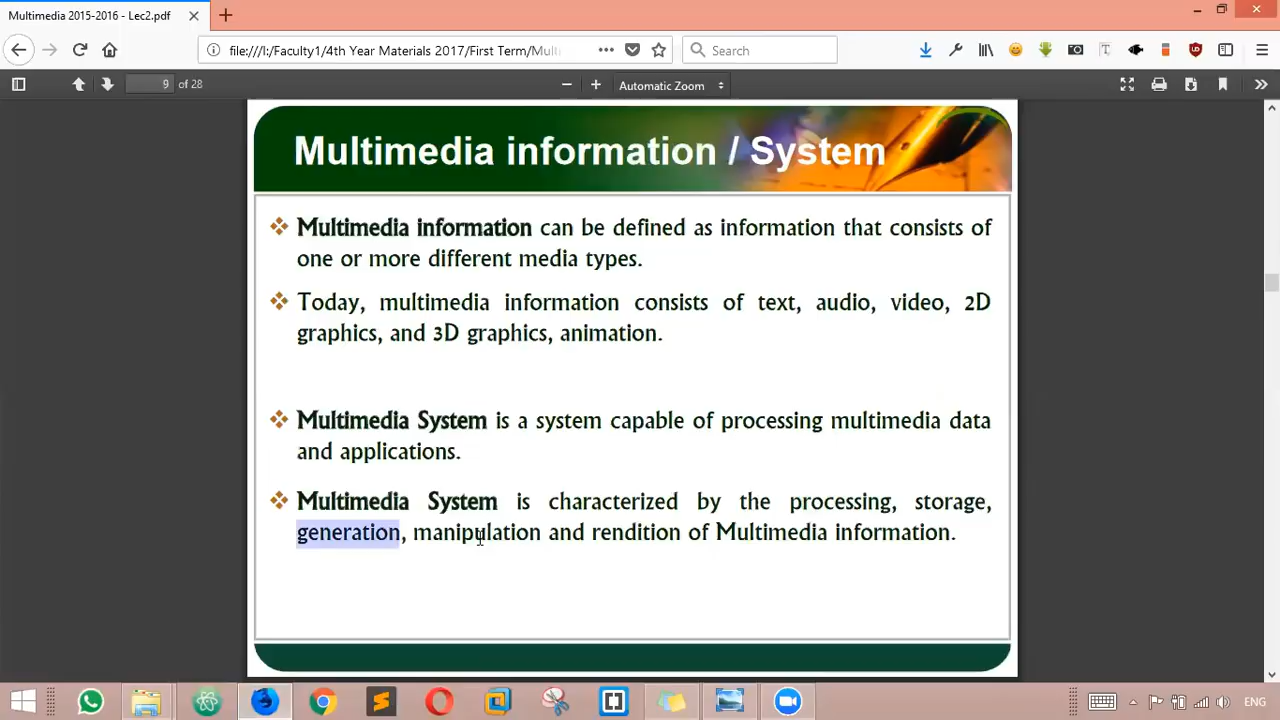 Multimedia 2015-2016 - Lec2.pdf
file:///I:/Faculty1/4th Year Materials 2017/First Term/Mult
Search
9 of 28
Automatic Zoom
Multimedia information / System
Multimedia information can be defined as information that consists of
one or more different media types.
Today, multimedia information consists of text, audio, video, 2D
graphics, and 3D graphics, animation.
Multimedia System is a system capable of processing multimedia data
and applications.
Multimedia System is characterized by the processing, storage,
generation, manipulation and rendition of Multimedia information.
ENG